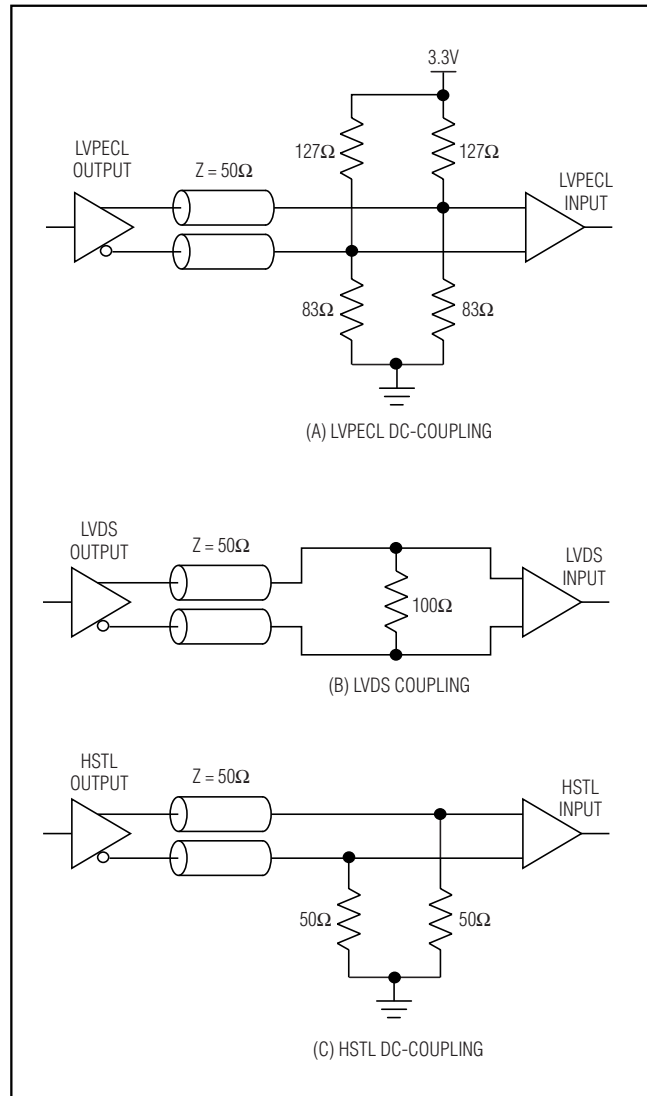 3.3V
LVPECL
OUTPUT
Z = 50Ω
127Ω
127Ω
LVPECL
INPUT
83Ω
83Ω
(A) LVPECL DC-COUPLING
LVDS
OUTPUT
Z = 50Ω
LVDS
INPUT
100Ω
(B) LVDS COUPLING
HSTL
OUTPUT
Z = 50Ω
HSTL
INPUT
50Ω
50Ω
(C) HSTL DC-COUPLING